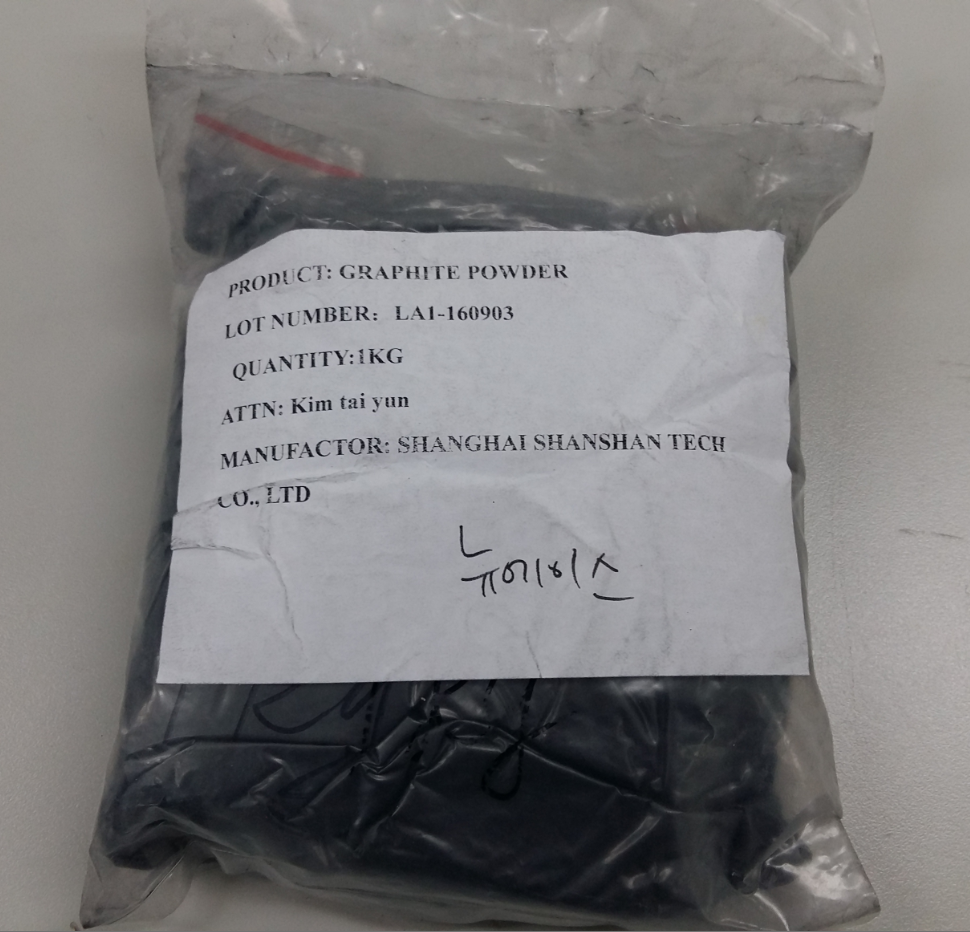 PRODUCT: GRAPHITE POWDER
LOT NUMBER: LA1-160903
QUANTITY:1KG
ATTN: Kim tai yun
MANUFACTOR: SHANGHAI SHANSHAN TECH
CO., LTD
뉴에비스